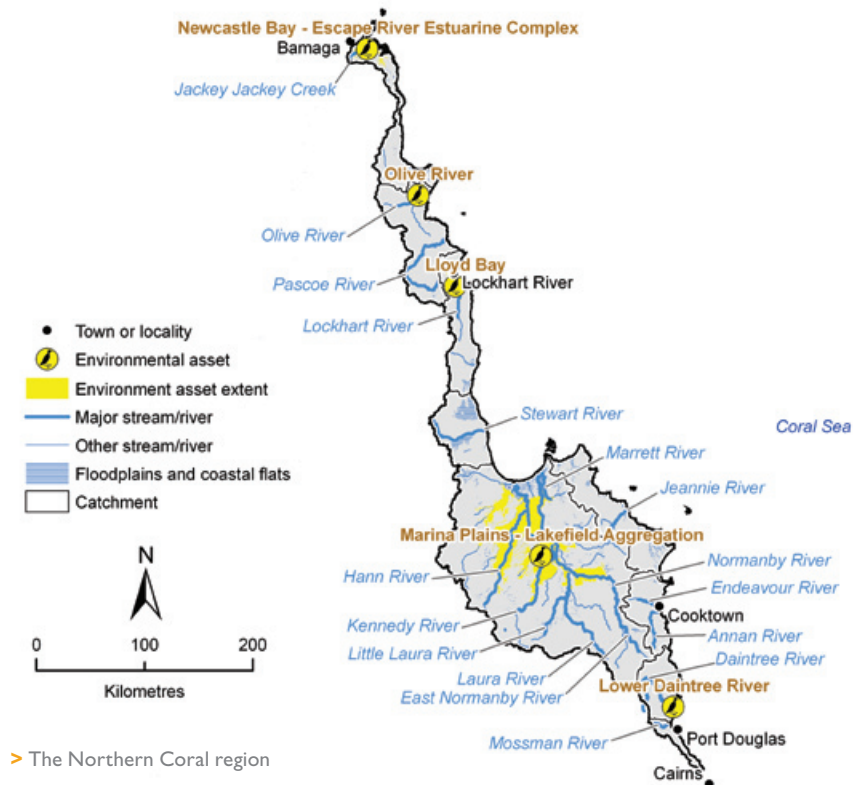 Newcastle Bay - Escape River Estuarine Complex
Bamaga
Jackey Jackey Creek
Olive River
Olive River
Lloyd Bay
Pascoe River
Lockhart River
Lockhart River
Town or locality
Environmental asset
Environment asset extent
Major stream/river
Other stream/river
Floodplains and coastal flats
Catchment
Stewart River
Coral Sea
Marrett River
Jeannie River
Marina Plains - Lakefield Aggregation
Normanby River
Hann River
Endeavour River
Cooktown
Kennedy River
Annan River
Little Laura River
Daintree River
Laura River
East Normanby River
Lower Daintree River
Mossman River
Port Douglas
Cairns
N
0 100 200
Kilometres
> The Northern Coral region